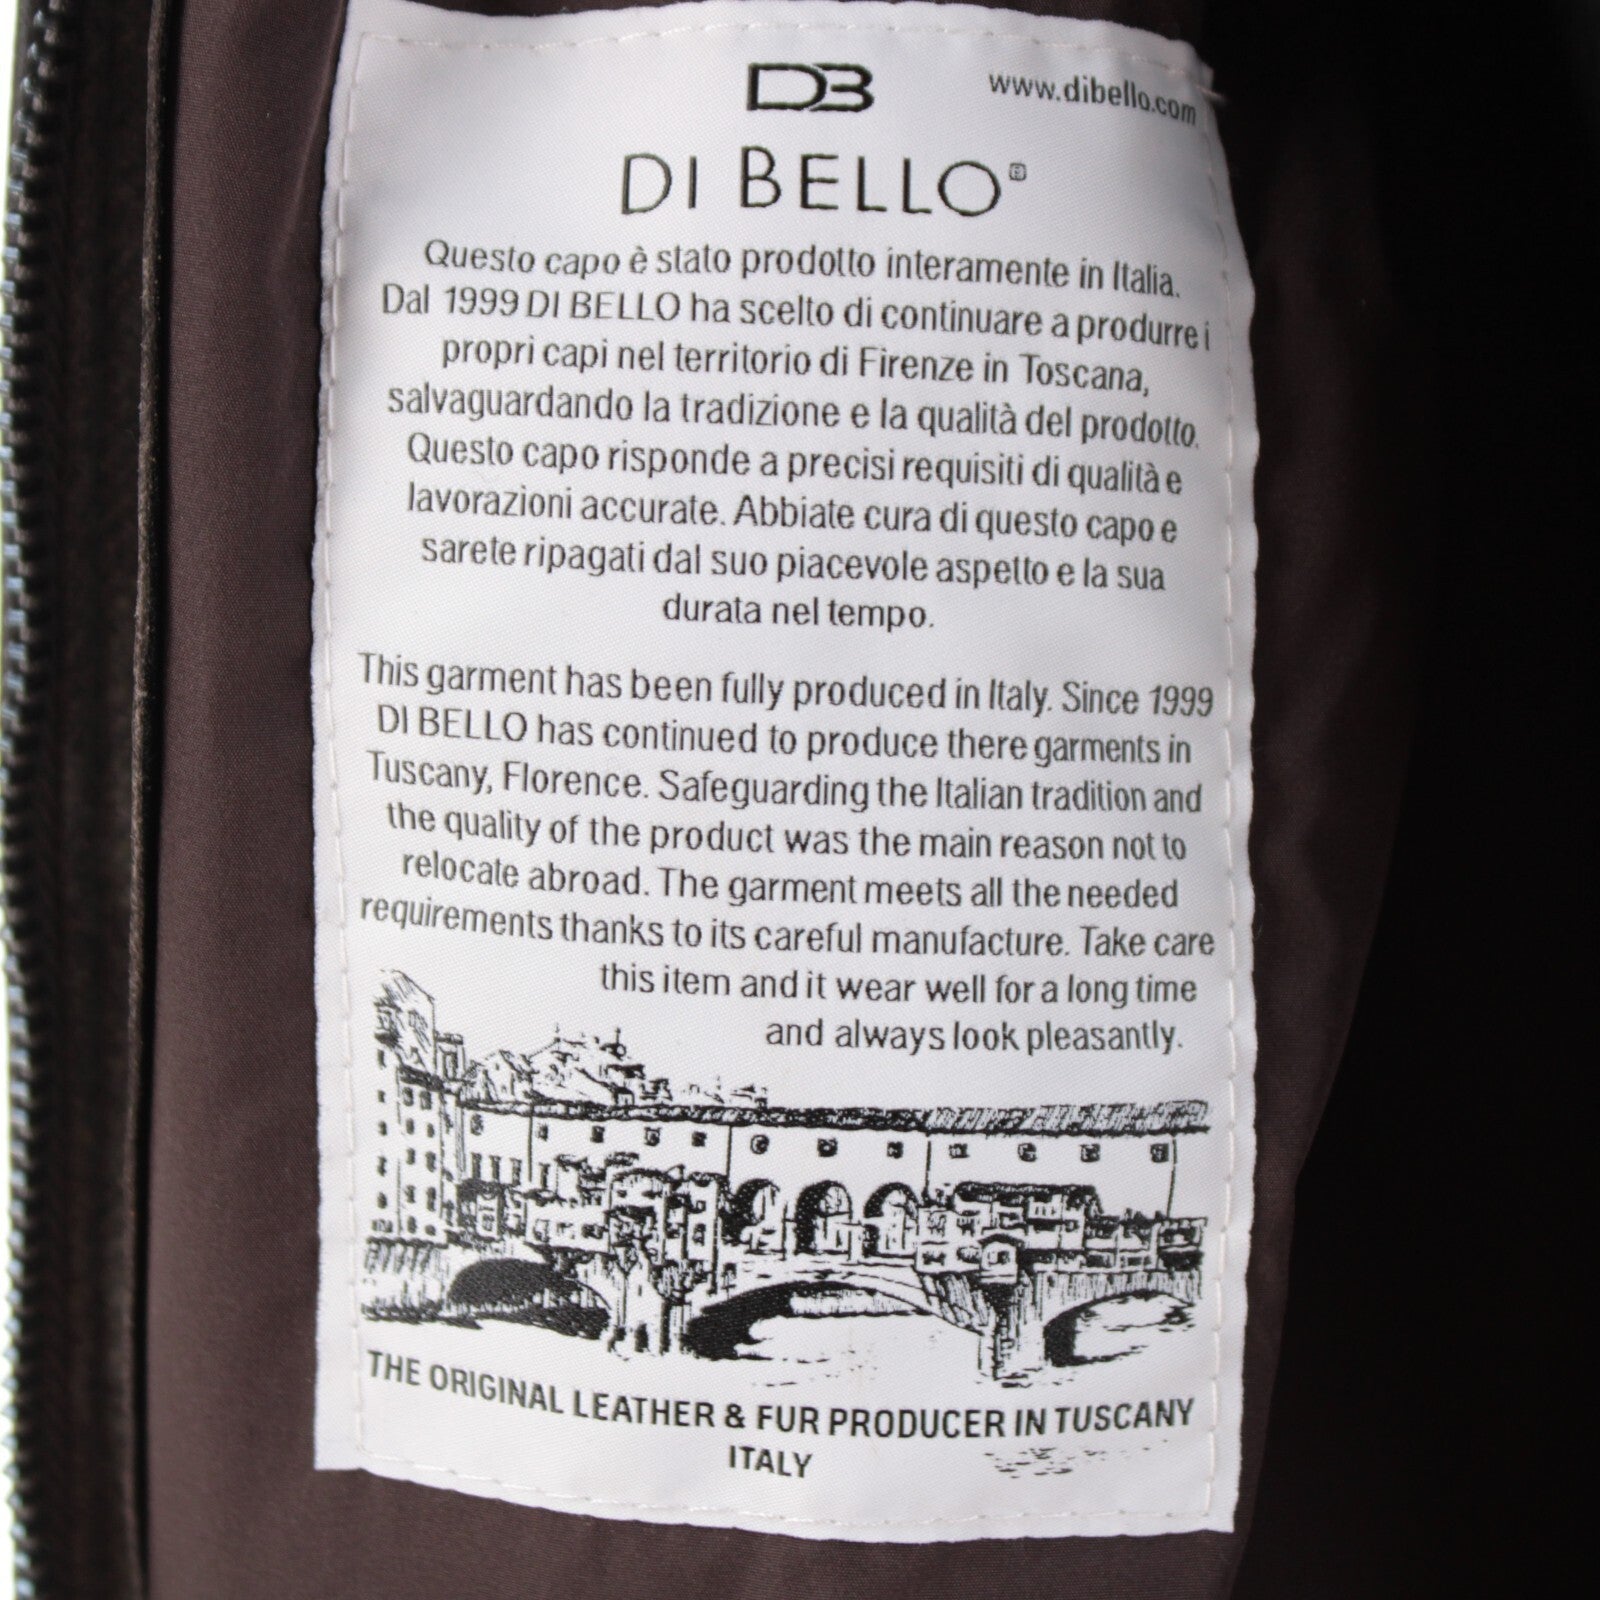 DB
www.dibello.com
DI BELLO®
Questo capo è stato prodotto interamente in Italia.
Dal 1999 DI BELLO ha scelto di continuare a produrre i
propri capi nel territorio di Firenze in Toscana,
salvaguardando la tradizione e la qualità del prodotto.
Questo capo risponde a precisi requisiti di qualità e
lavorazioni accurate. Abbiate cura di questo capo e
sarete ripagati dal suo piacevole aspetto e la sua
durata nel tempo.
This garment has been fully produced in Italy. Since 1999
DI BELLO has continued to produce there garments in
Tuscany, Florence. Safeguarding the Italian tradition and
the quality of the product was the main reason not to
relocate abroad. The garment meets all the needed
requirements thanks to its careful manufacture. Take care
this item and it wear well for a long time
and always look pleasantly.
THE ORIGINAL LEATHER & FUR PRODUCER IN TUSCANY
ITALY